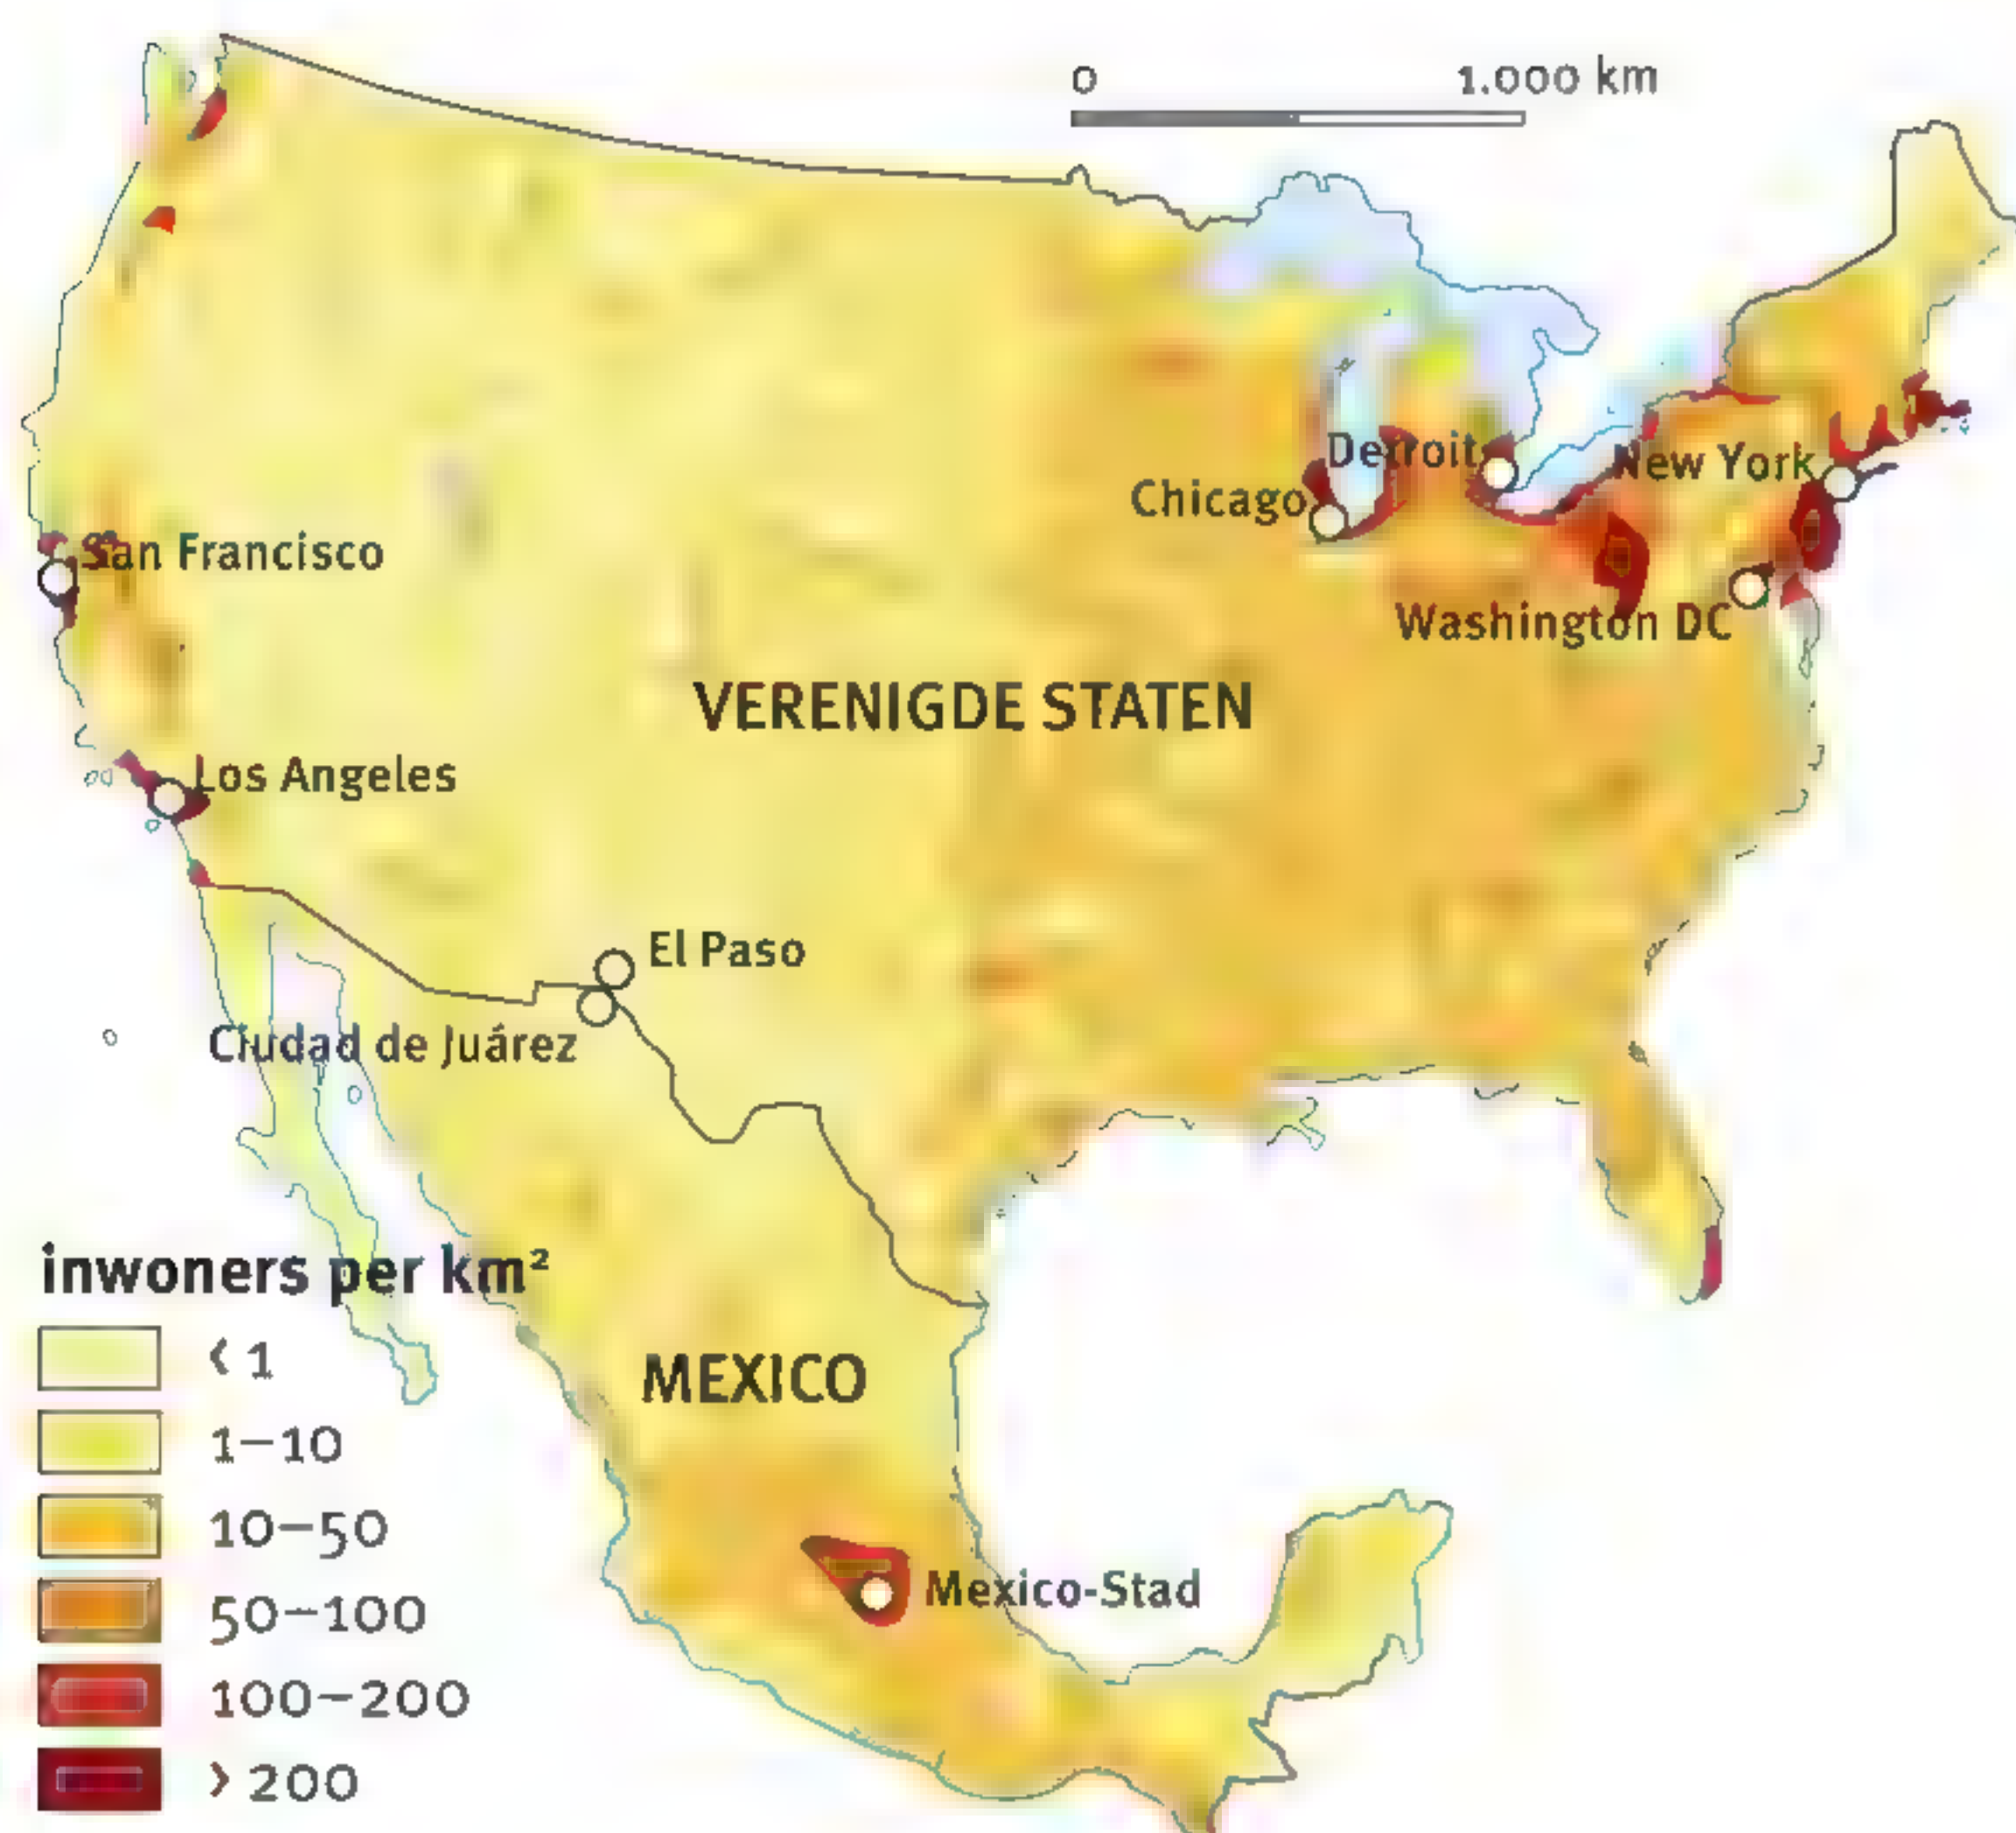 0
1.000 km
Detroit
New York
Chicago
San Francisco
Washington DC
VERENIGDE STATEN
Los Angeles
El Paso
Ciudad de Juárez
inwoners per km²
< 1
MEXICO
1–10
10–50
Mexico-Stad
50–100
100–200
> 200